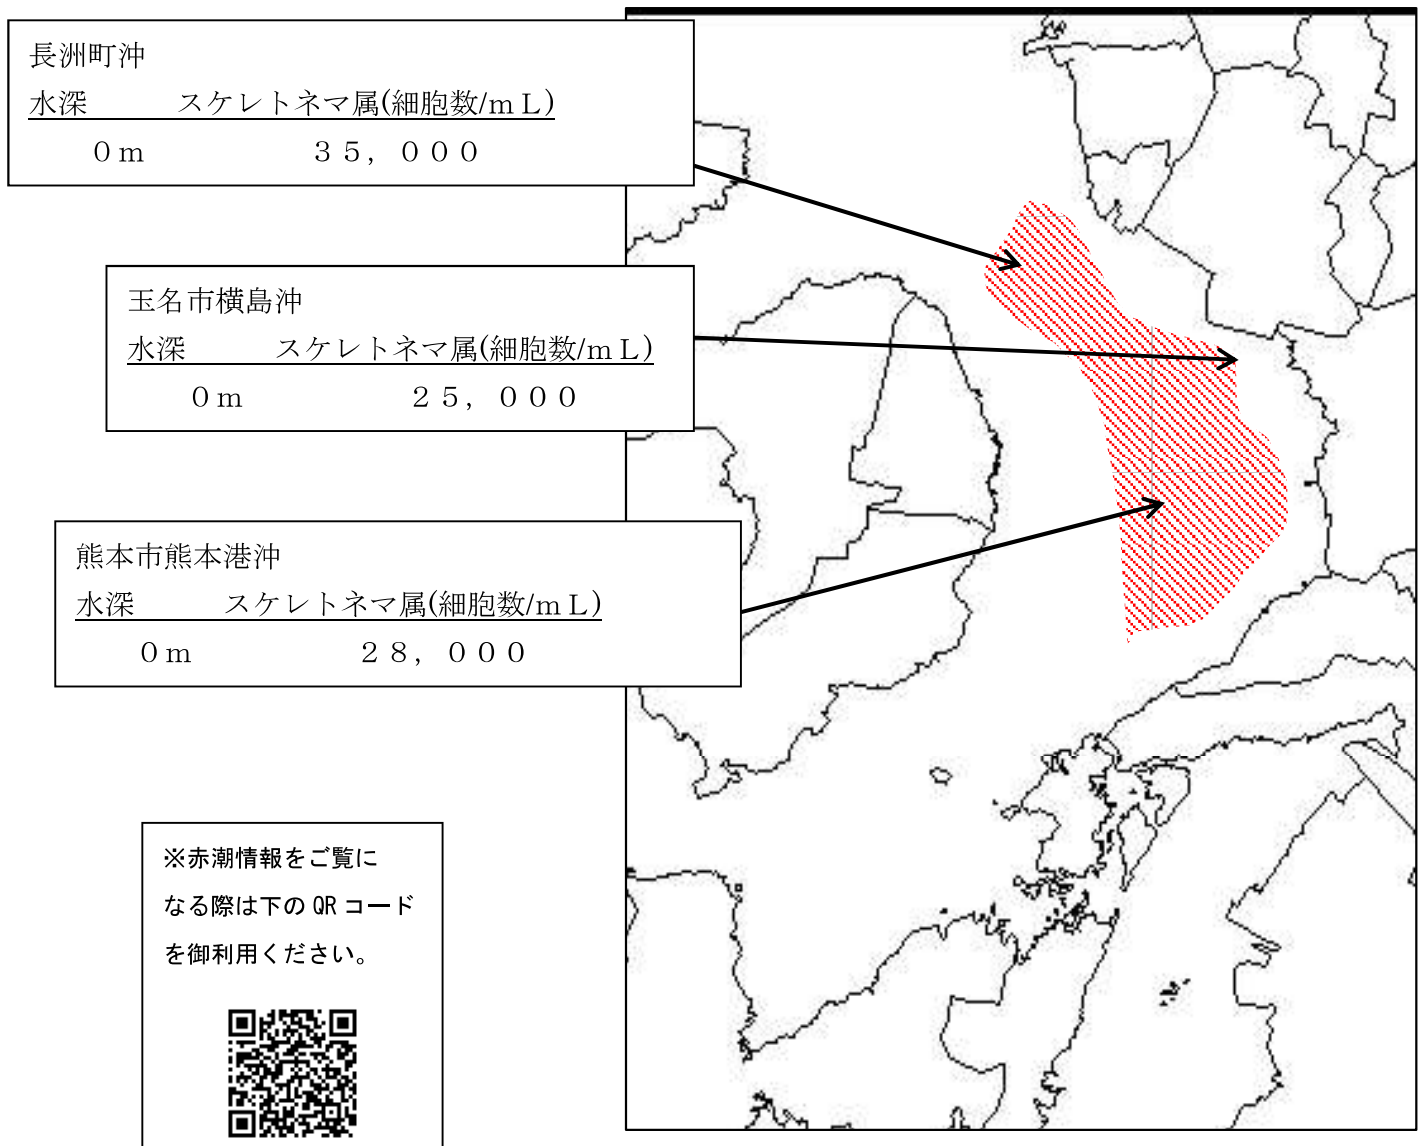 長洲町沖
水深　　　スケレトネマ属(細胞数/ｍＬ)
０ｍ　　　　　　３５，０００
玉名市横島沖
水深　　　スケレトネマ属(細胞数/ｍＬ)
０ｍ　　　　　　２５，０００
熊本市熊本港沖
水深　　　スケレトネマ属(細胞数/ｍＬ)
０ｍ　　　　　　２８，０００
※赤潮情報をご覧に
なる際は下の QR コード
を御利用ください。